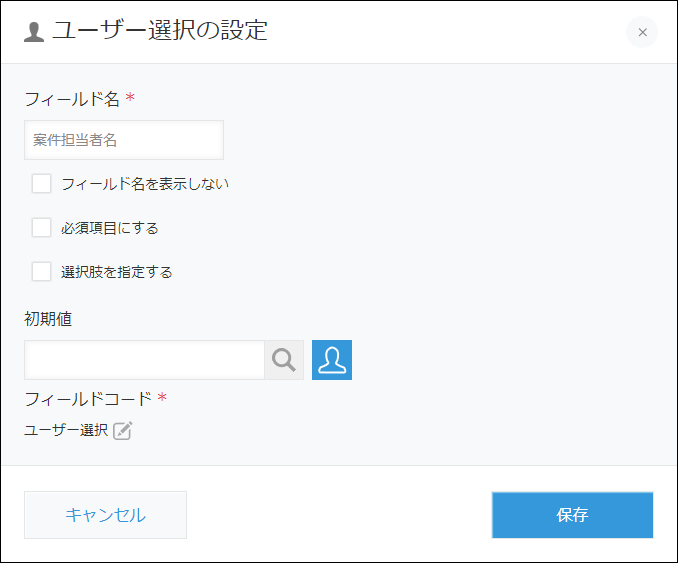 ユーザー選択の設定
×
フィールド名 *
案件担当者名
フィールド名を表示しない
必須項目にする
選択肢を指定する
初期値
フィールドコード *
ユーザー選択
キャンセル
保存